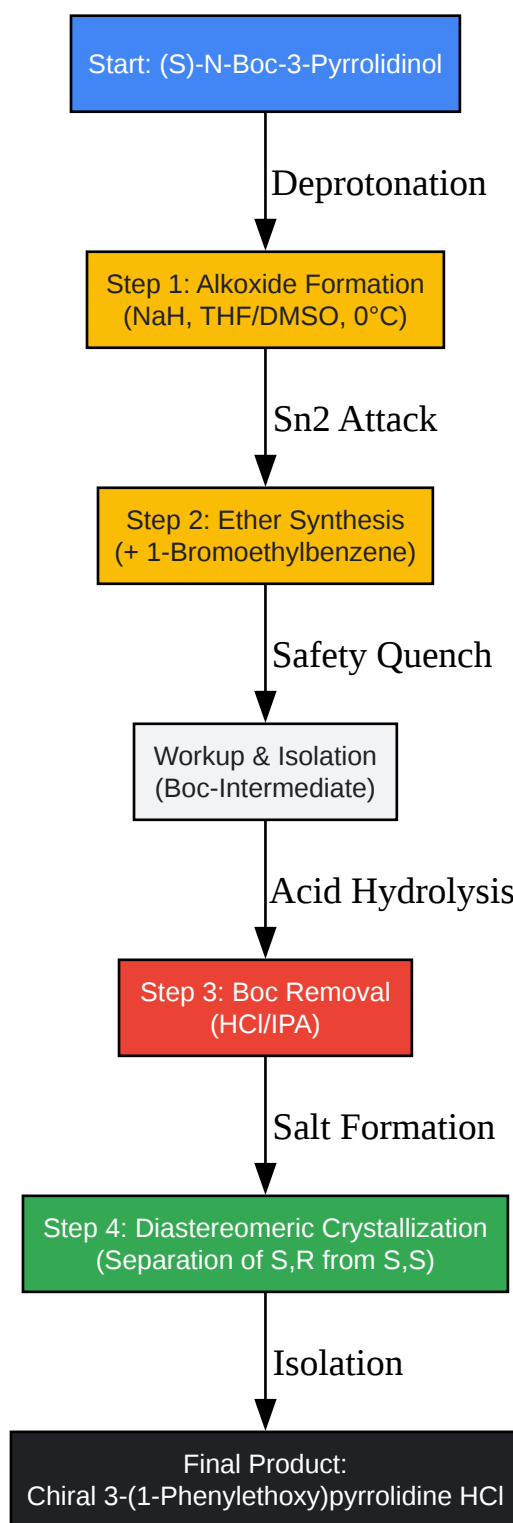 Start: (S)-N-Boc-3-Pyrrolidinol
Deprotonation
Step 1: Alkoxide Formation
(NaH, THF/DMSO, 0°C)
Sn2 Attack
Step 2: Ether Synthesis
(+ 1-Bromoethylbenzene)
Safety Quench
Workup & Isolation
(Boc-Intermediate)
Acid Hydrolysis
Step 3: Boc Removal
(HCl/IPA)
Salt Formation
Step 4: Diastereomeric Crystallization
(Separation of S,R from S,S)
Isolation
Final Product:
Chiral 3-(1-Phenylethoxy)pyrrolidine HCl